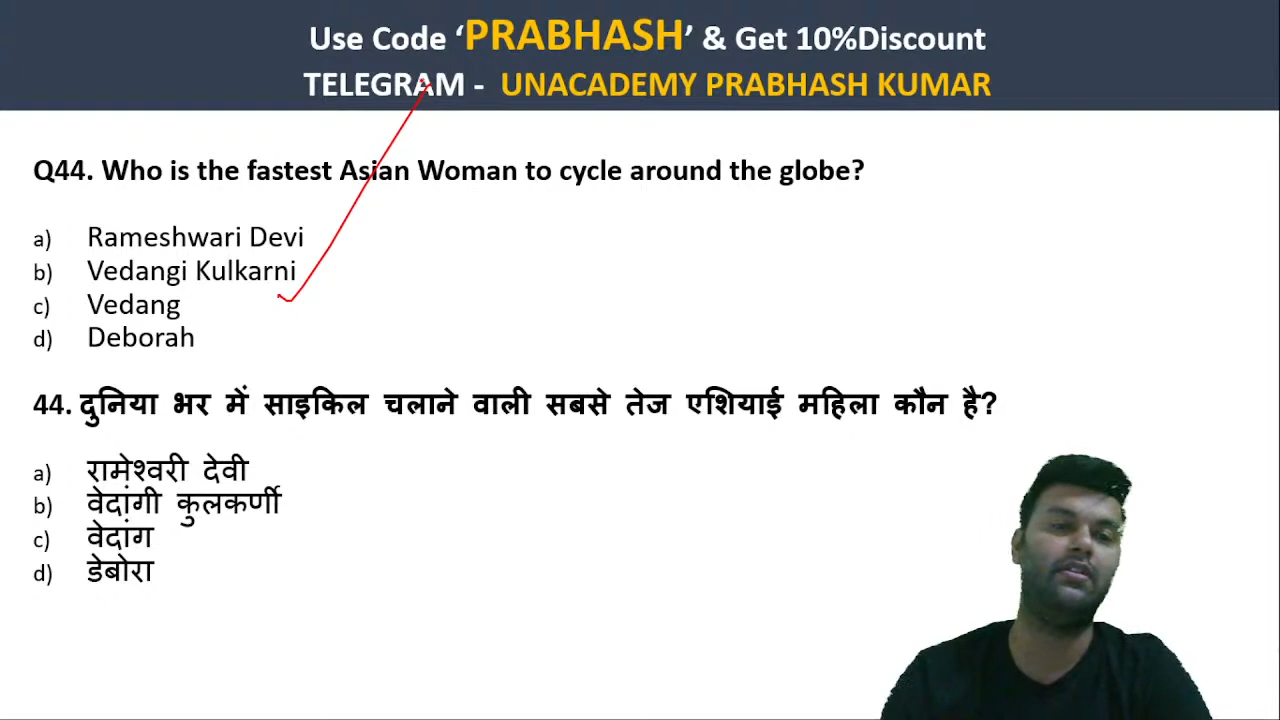 Use Code ‘PRABHASH’ & Get 10%Discount
TELEGRAM - UNACADEMY PRABHASH KUMAR
Q44. Who is the fastest Asian Woman to cycle around the globe?
a) Rameshwari Devi
b) Vedangi Kulkarni
c) Vedang
d) Deborah
44. दुनिया भर में साइकिल चलाने वाली सबसे तेज एशियाई महिला कौन है?
a) रामेश्वरी देवी
b) वेदांगी कुलकर्णी
c) वेदांग
d) डेबोरा